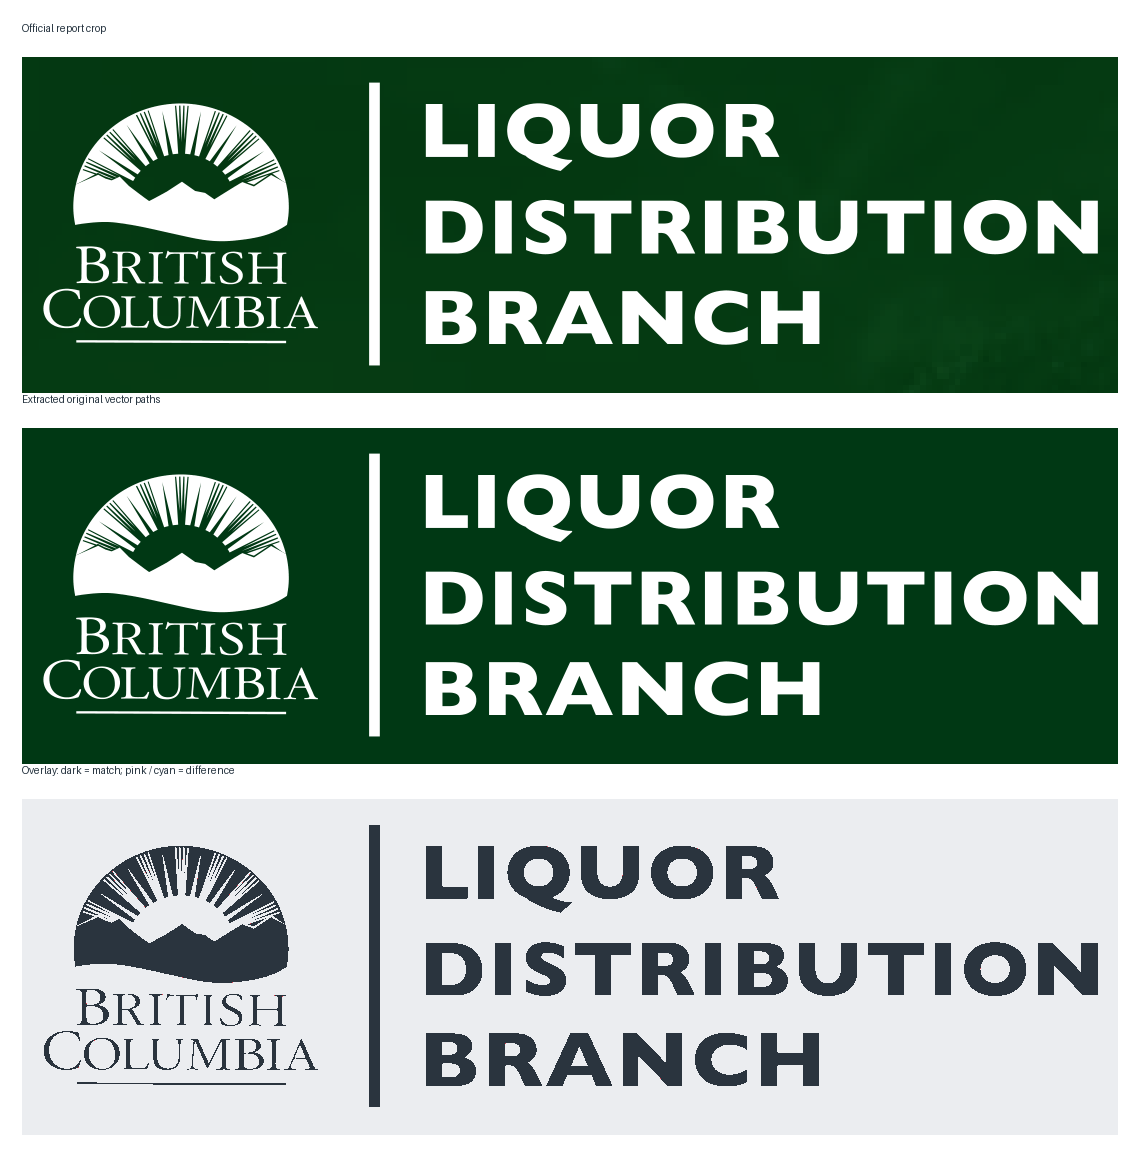 Official report crop
LIQUOR
DISTRIBUTION
BRANCH
BRITISH
COLUMBIA
Extracted original vector paths
LIQUOR
DISTRIBUTION
BRANCH
BRITISH
COLUMBIA
Overlay: dark = match; pink / cyan = difference
LIQUOR
DISTRIBUTION
BRANCH
BRITISH
COLUMBIA